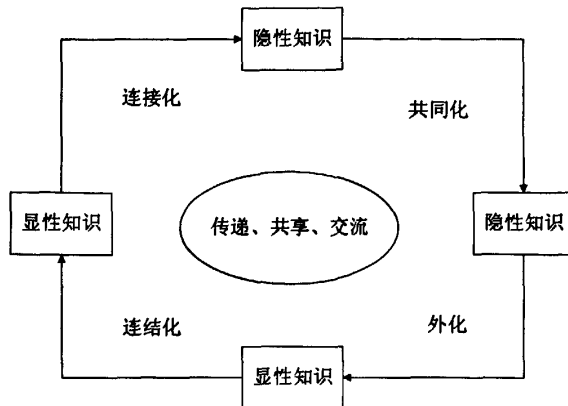 隐性知识
连接化
共同化
显性知识
传递、共享、交流
隐性知识
连结化
外化
显性知识